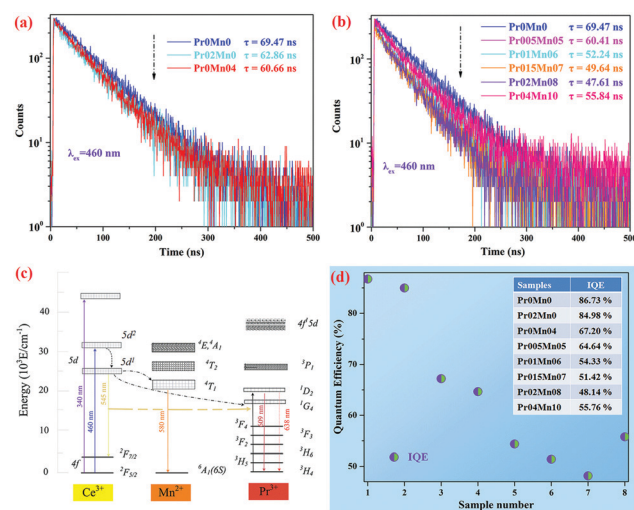 (a)
Pr0Mn0 τ = 69.47 ns
Pr02Mn0 τ = 62.86 ns
Pr0Mn04 τ = 60.66 ns
λex=460 nm
Counts
10²
10¹
10⁰
0 100 200 300 400 500
Time (ns)
(b)
Pr0Mn0 τ = 69.47 ns
Pr005Mn05 τ = 60.41 ns
Pr01Mn06 τ = 52.24 ns
Pr015Mn07 τ = 49.64 ns
Pr02Mn08 τ = 47.61 ns
Pr04Mn10 τ = 55.84 ns
λex=460 nm
Counts
10²
10¹
10⁰
0 100 200 300 400 500
Time (ns)
(c)
Energy (10³E/cm⁻¹)
40
30
20
10
0
5d²
5d
5d¹
4f
²F7/2
²F5/2
340 nm
460 nm
545 nm
Ce³⁺
⁴E,⁴A₁
⁴T₂
⁴T₁
580 nm
⁶A₁(6S)
Mn²⁺
4f¹5d
³P₁
¹D₂
¹G₄
³F₄
³F₃
³F₂
³H₆
³H₅
³H₄
509 nm
638 nm
Pr³⁺
(d)
Quantum Efficiency (%)
80
70
60
50
Samples IQE
Pr0Mn0 86.73 %
Pr02Mn0 84.98 %
Pr0Mn04 67.20 %
Pr005Mn05 64.64 %
Pr01Mn06 54.33 %
Pr015Mn07 51.42 %
Pr02Mn08 48.14 %
Pr04Mn10 55.76 %
IQE
1 2 3 4 5 6 7 8
Sample number